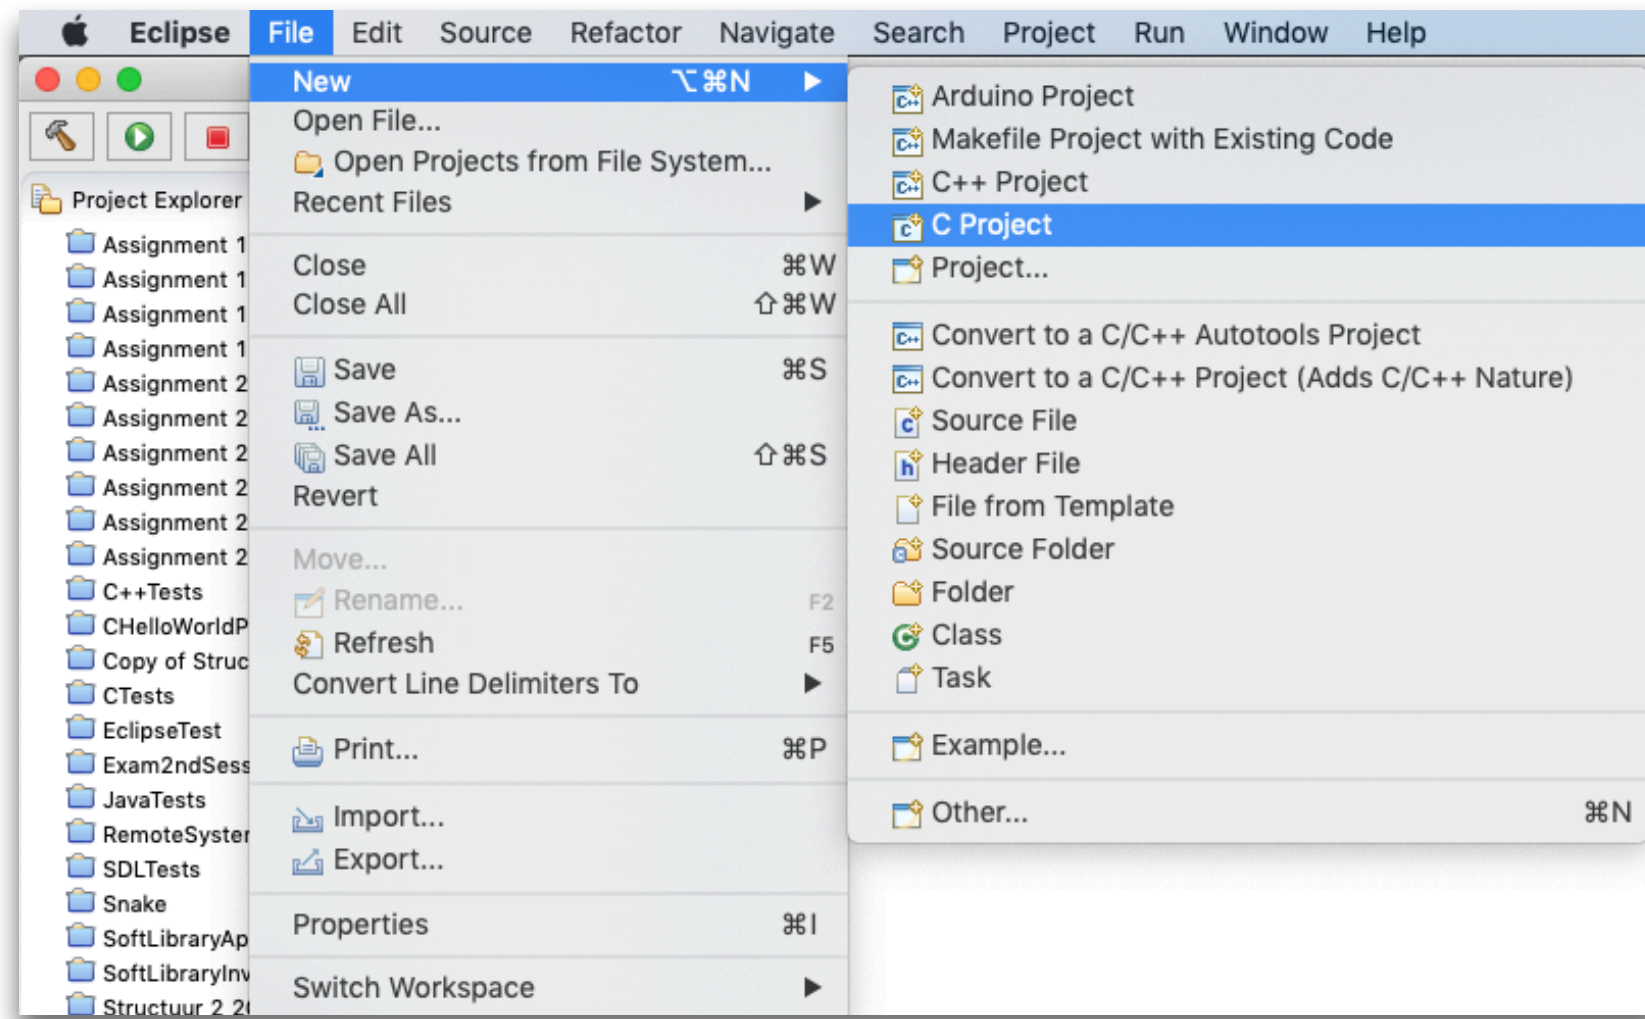 Eclipse File Edit Source Refactor Navigate Search Project Run Window Help
New ⌥⌘N ▶
Open File...
Open Projects from File System...
Recent Files ▶
Close ⌘W
Close All ⇧⌘W
Save ⌘S
Save As...
Save All ⇧⌘S
Revert
Move...
Rename... F2
Refresh F5
Convert Line Delimiters To ▶
Print... ⌘P
Import...
Export...
Properties ⌘I
Switch Workspace ▶
Arduino Project
Makefile Project with Existing Code
C++ Project
C Project
Project...
Convert to a C/C++ Autotools Project
Convert to a C/C++ Project (Adds C/C++ Nature)
Source File
Header File
File from Template
Source Folder
Folder
Class
Task
Example...
Other... ⌘N
Project Explorer
Assignment 1
Assignment 1
Assignment 1
Assignment 1
Assignment 2
Assignment 2
Assignment 2
Assignment 2
Assignment 2
Assignment 2
C++Tests
CHelloWorldP
Copy of Struc
CTests
EclipseTest
Exam2ndSess
JavaTests
RemoteSyster
SDLTests
Snake
SoftLibraryAp
SoftLibraryInv
Structuur 2